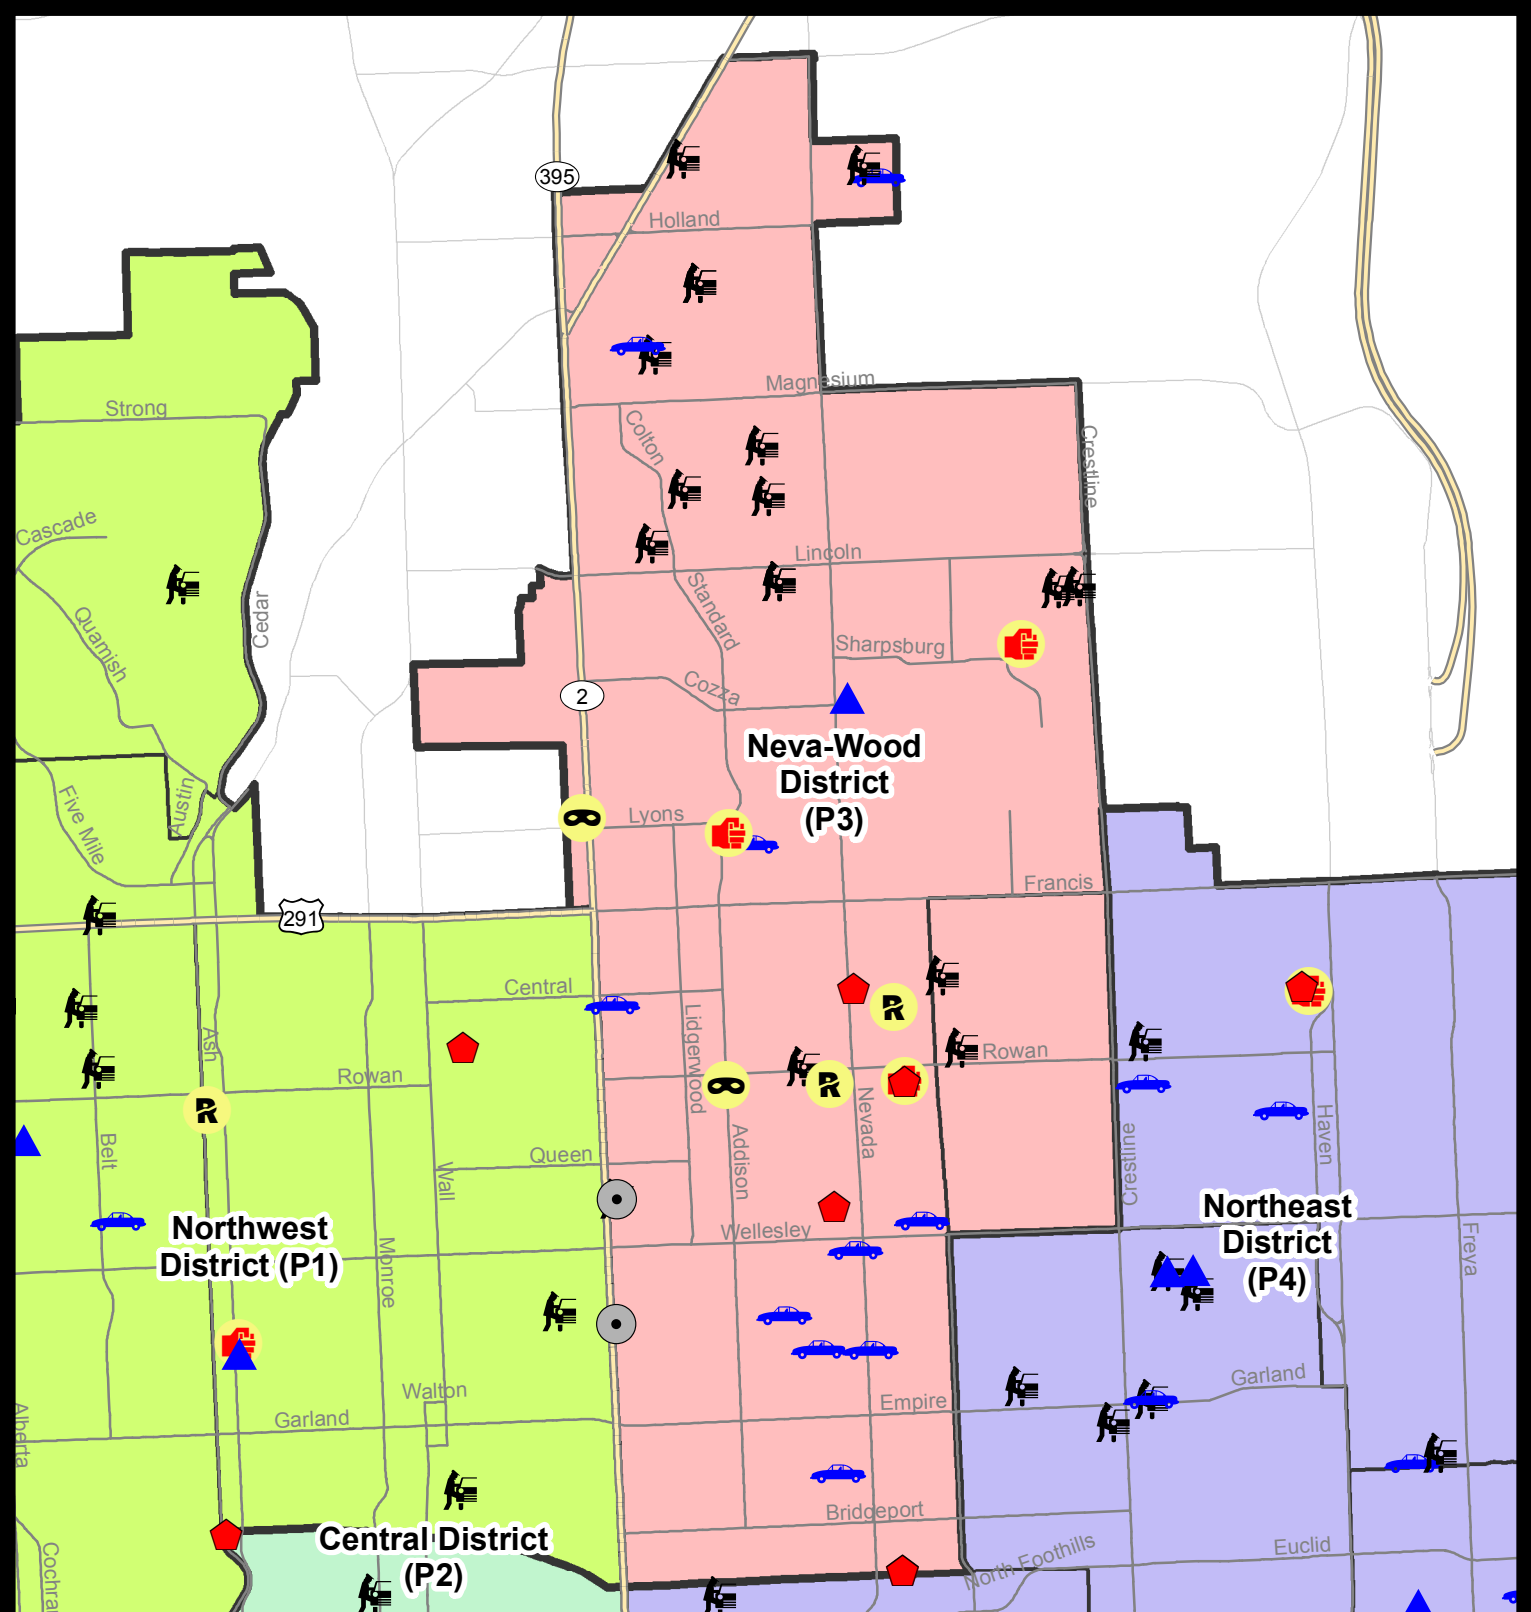 395
Holland
Magnesium
Strong
Colton
Crestline
Cascade
Lincoln
Quamish
Cedar
Standard
Sharpsburg
Cozza
2
Neva-Wood
District
(P3)
Five Mile
Austin
Lyons
Francis
291
Central
Ash
Lidgerwood
Rowan
Rowan
Nevada
Belt
Wall
Queen
Addison
Crestline
Haven
Northwest
District (P1)
Wellesley
Northeast
District
(P4)
Freya
Monroe
Walton
Garland
Garland
Empire
Alberta
Bridgeport
Central District
(P2)
North Foothills
Euclid
Cochra
R
R
R